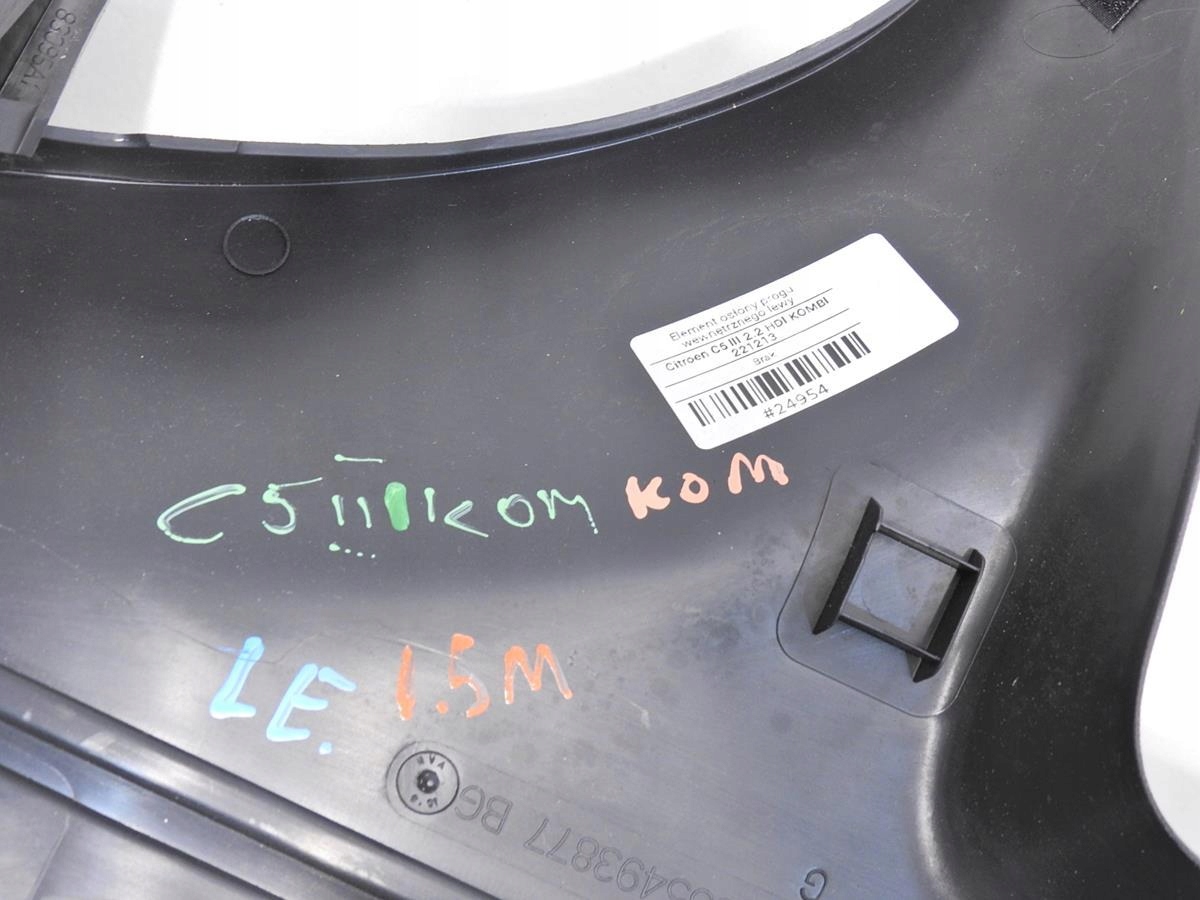 Element osłony progu
wewnętrznego lewy
Citroen C5 III 2.2 HDI KOMBI
221213
Brak
#24954
C5 III KOM KOM
LE. 1.5M
G